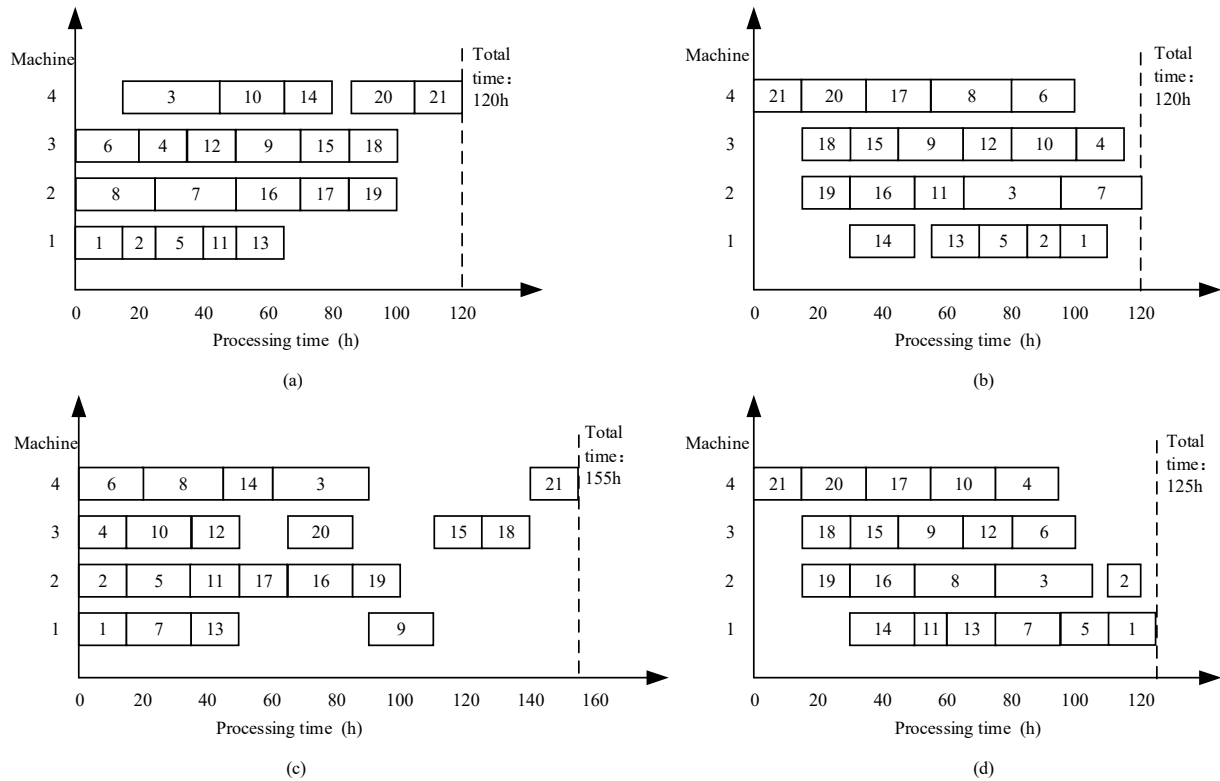 Machine
Total
time：
120h
4
3 10 14 20 21
3
6 4 12 9 15 18
2
8 7 16 17 19
1
1 2 5 11 13
0 20 40 60 80 100 120
Processing time (h)
(a)
Machine
Total
time：
120h
4
21 20 17 8 6
3
18 15 9 12 10 4
2
19 16 11 3 7
1
14 13 5 2 1
0 20 40 60 80 100 120
Processing time (h)
(b)
Machine
Total
time：
155h
4
6 8 14 3 21
3
4 10 12 20 15 18
2
2 5 11 17 16 19
1
1 7 13 9
0 20 40 60 80 100 120 140 160
Processing time (h)
(c)
Machine
Total
time：
125h
4
21 20 17 10 4
3
18 15 9 12 6
2
19 16 8 3 2
1
14 11 13 7 5 1
0 20 40 60 80 100 120
Processing time (h)
(d)